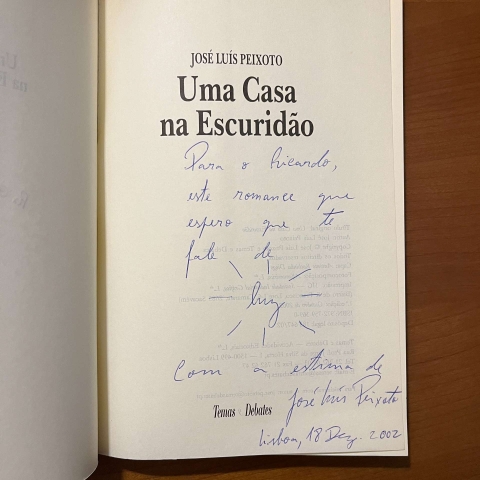 JOSÉ LUÍS PEIXOTO
Uma Casa
na Escuridão
Para o Ricardo,
este romance que
espero que te
fale de
luz
Com a estima de
José Luís Peixoto
Temas e Debates
Lisboa, 18 Dez. 2002